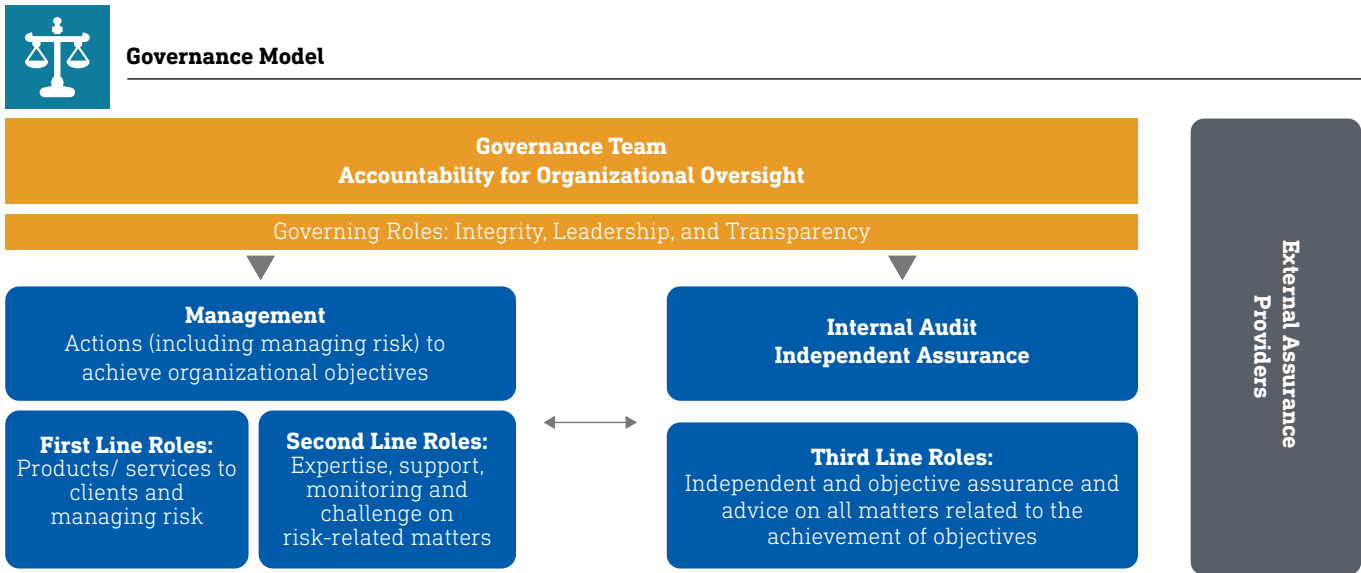 Governance Model
Governance Team
Accountability for Organizational Oversight
Governing Roles: Integrity, Leadership, and Transparency
Management
Actions (including managing risk) to
achieve organizational objectives
Internal Audit
Independent Assurance
First Line Roles:
Products/ services to
clients and
managing risk
Second Line Roles:
Expertise, support,
monitoring and
challenge on
risk-related matters
Third Line Roles:
Independent and objective assurance and
advice on all matters related to the
achievement of objectives
External Assurance
Providers